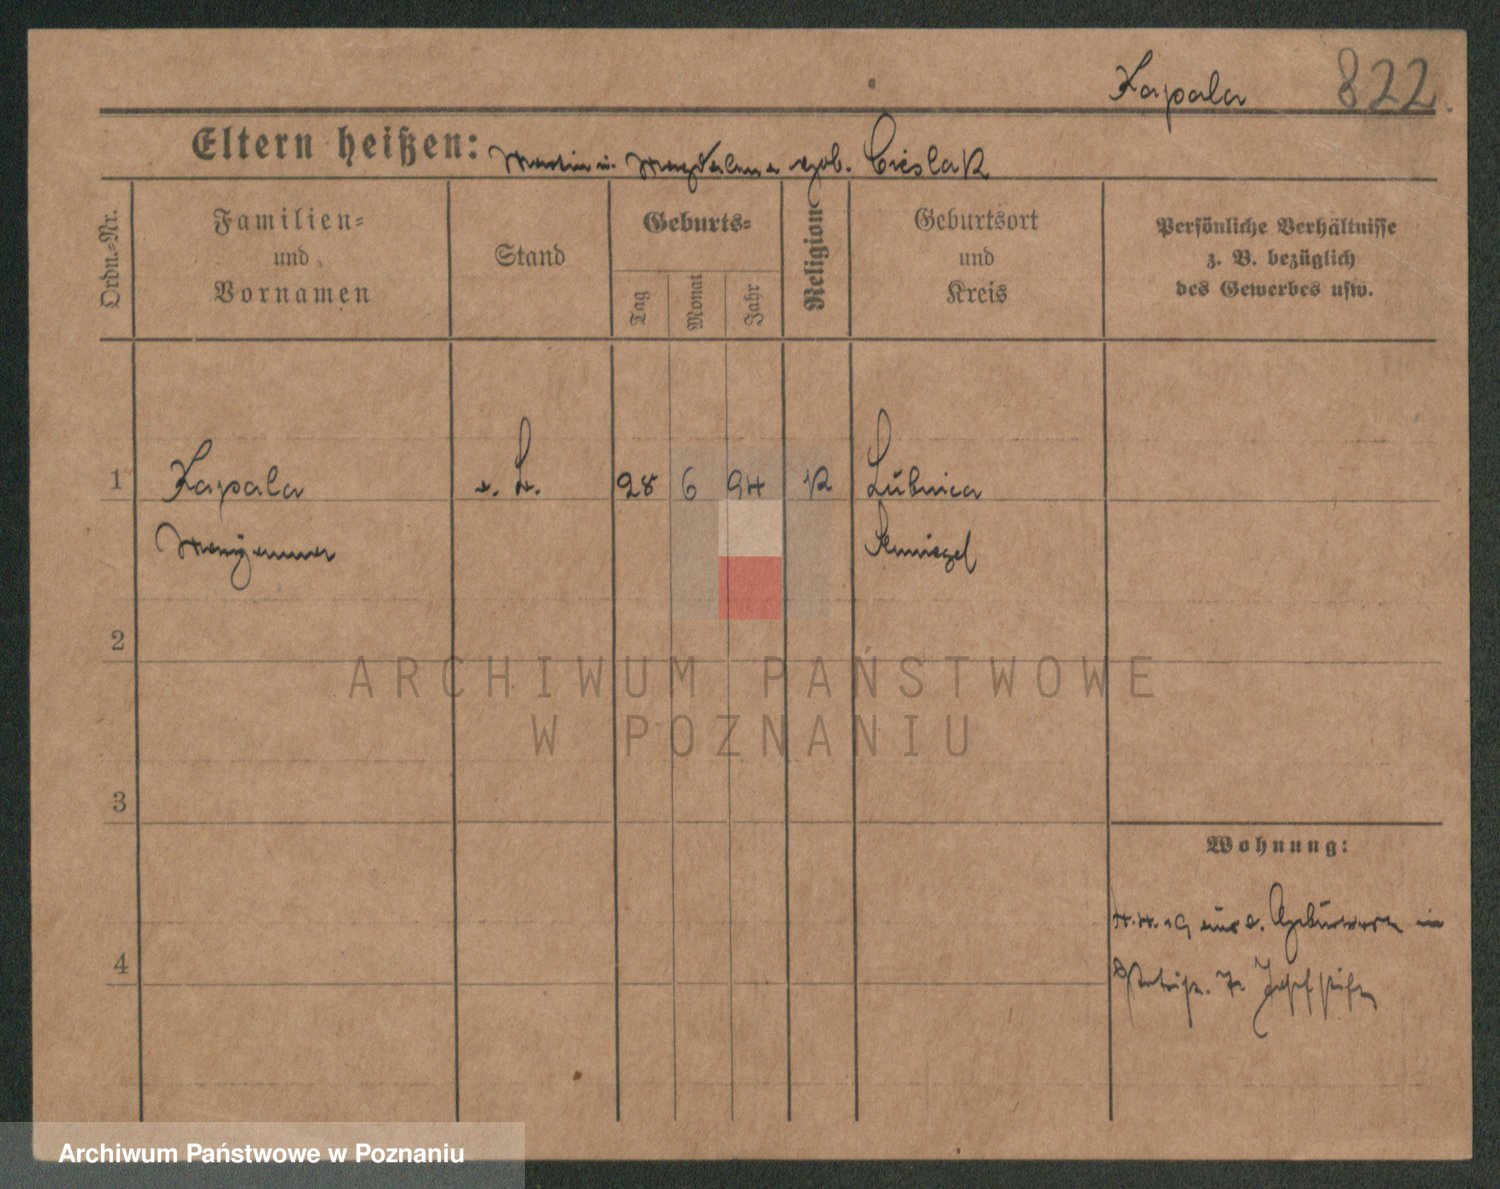 Kapala 822.
Eltern heißen: Martin u. Magdalena geb. Cieslak
Ordn.-Nr.
Familien-
und
Vornamen
Stand
Geburts-
Tag
Monat
Jahr
Religion
Geburtsort
und
Kreis
Persönliche Verhältnisse
z. B. bezüglich
des Gewerbes usw.
1 Kapala 28 6 94 K Lubnica
Schmiegel
2
ARCHIWUM PAŃSTWOWE
W POZNANIU
3
Wohnung:
4
Archiwum Państwowe w Poznaniu